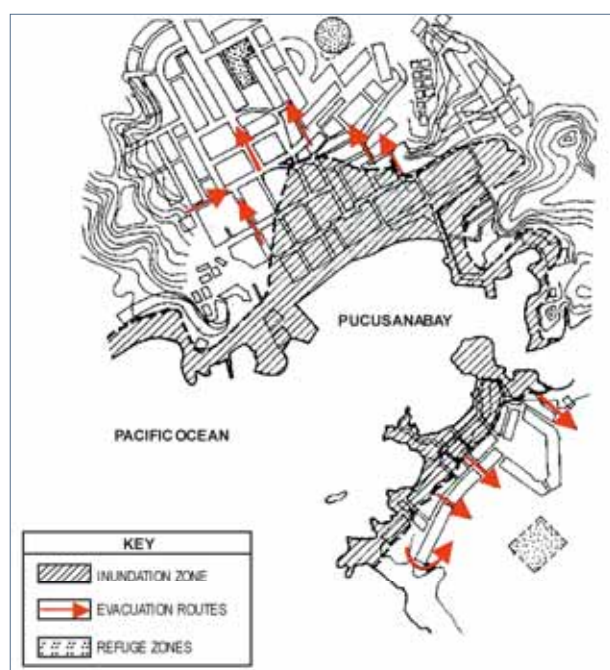 PUCUSANABAY
PACIFIC OCEAN
KEY
INUNDATION ZONE
EVACUATION ROUTES
REFUGE ZONES